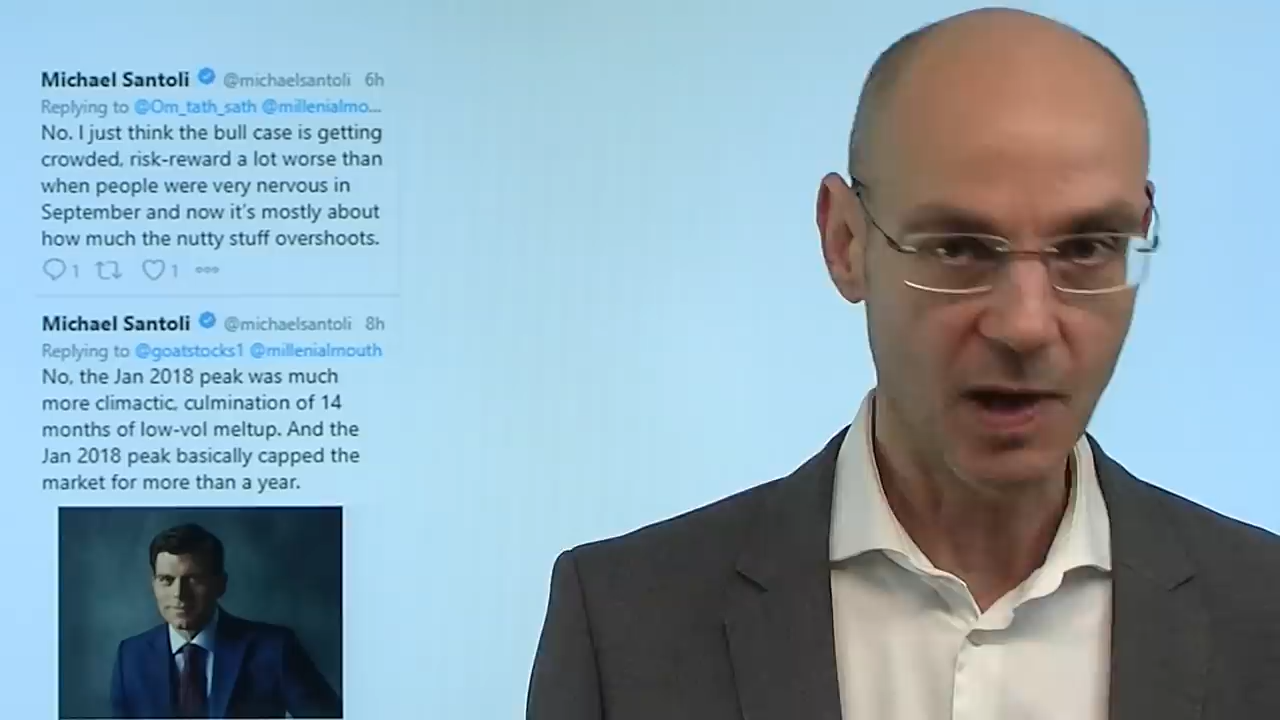 Michael Santoli @michaelsantoli 6h
Replying to @Om_tath_sath @millenialmo...
No. I just think the bull case is getting
crowded, risk-reward a lot worse than
when people were very nervous in
September and now it's mostly about
how much the nutty stuff overshoots.
1 1
Michael Santoli @michaelsantoli 8h
Replying to @goatstocks1 @millenialmouth
No, the Jan 2018 peak was much
more climactic, culmination of 14
months of low-vol meltup. And the
Jan 2018 peak basically capped the
market for more than a year.